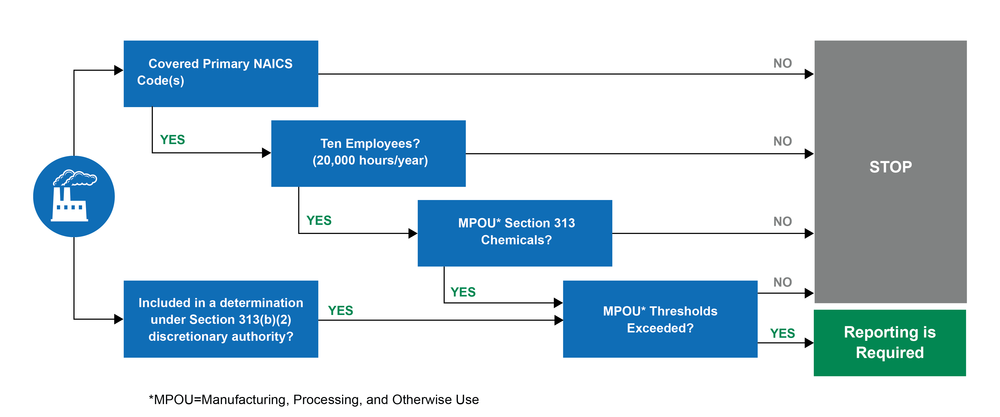 Covered Primary NAICS
Code(s)
NO
YES
Ten Employees?
(20,000 hours/year)
NO
STOP
YES
MPOU* Section 313
Chemicals?
NO
YES
Included in a determination
under Section 313(b)(2)
discretionary authority?
YES
MPOU* Thresholds
Exceeded?
NO
YES
Reporting is
Required
*MPOU=Manufacturing, Processing, and Otherwise Use